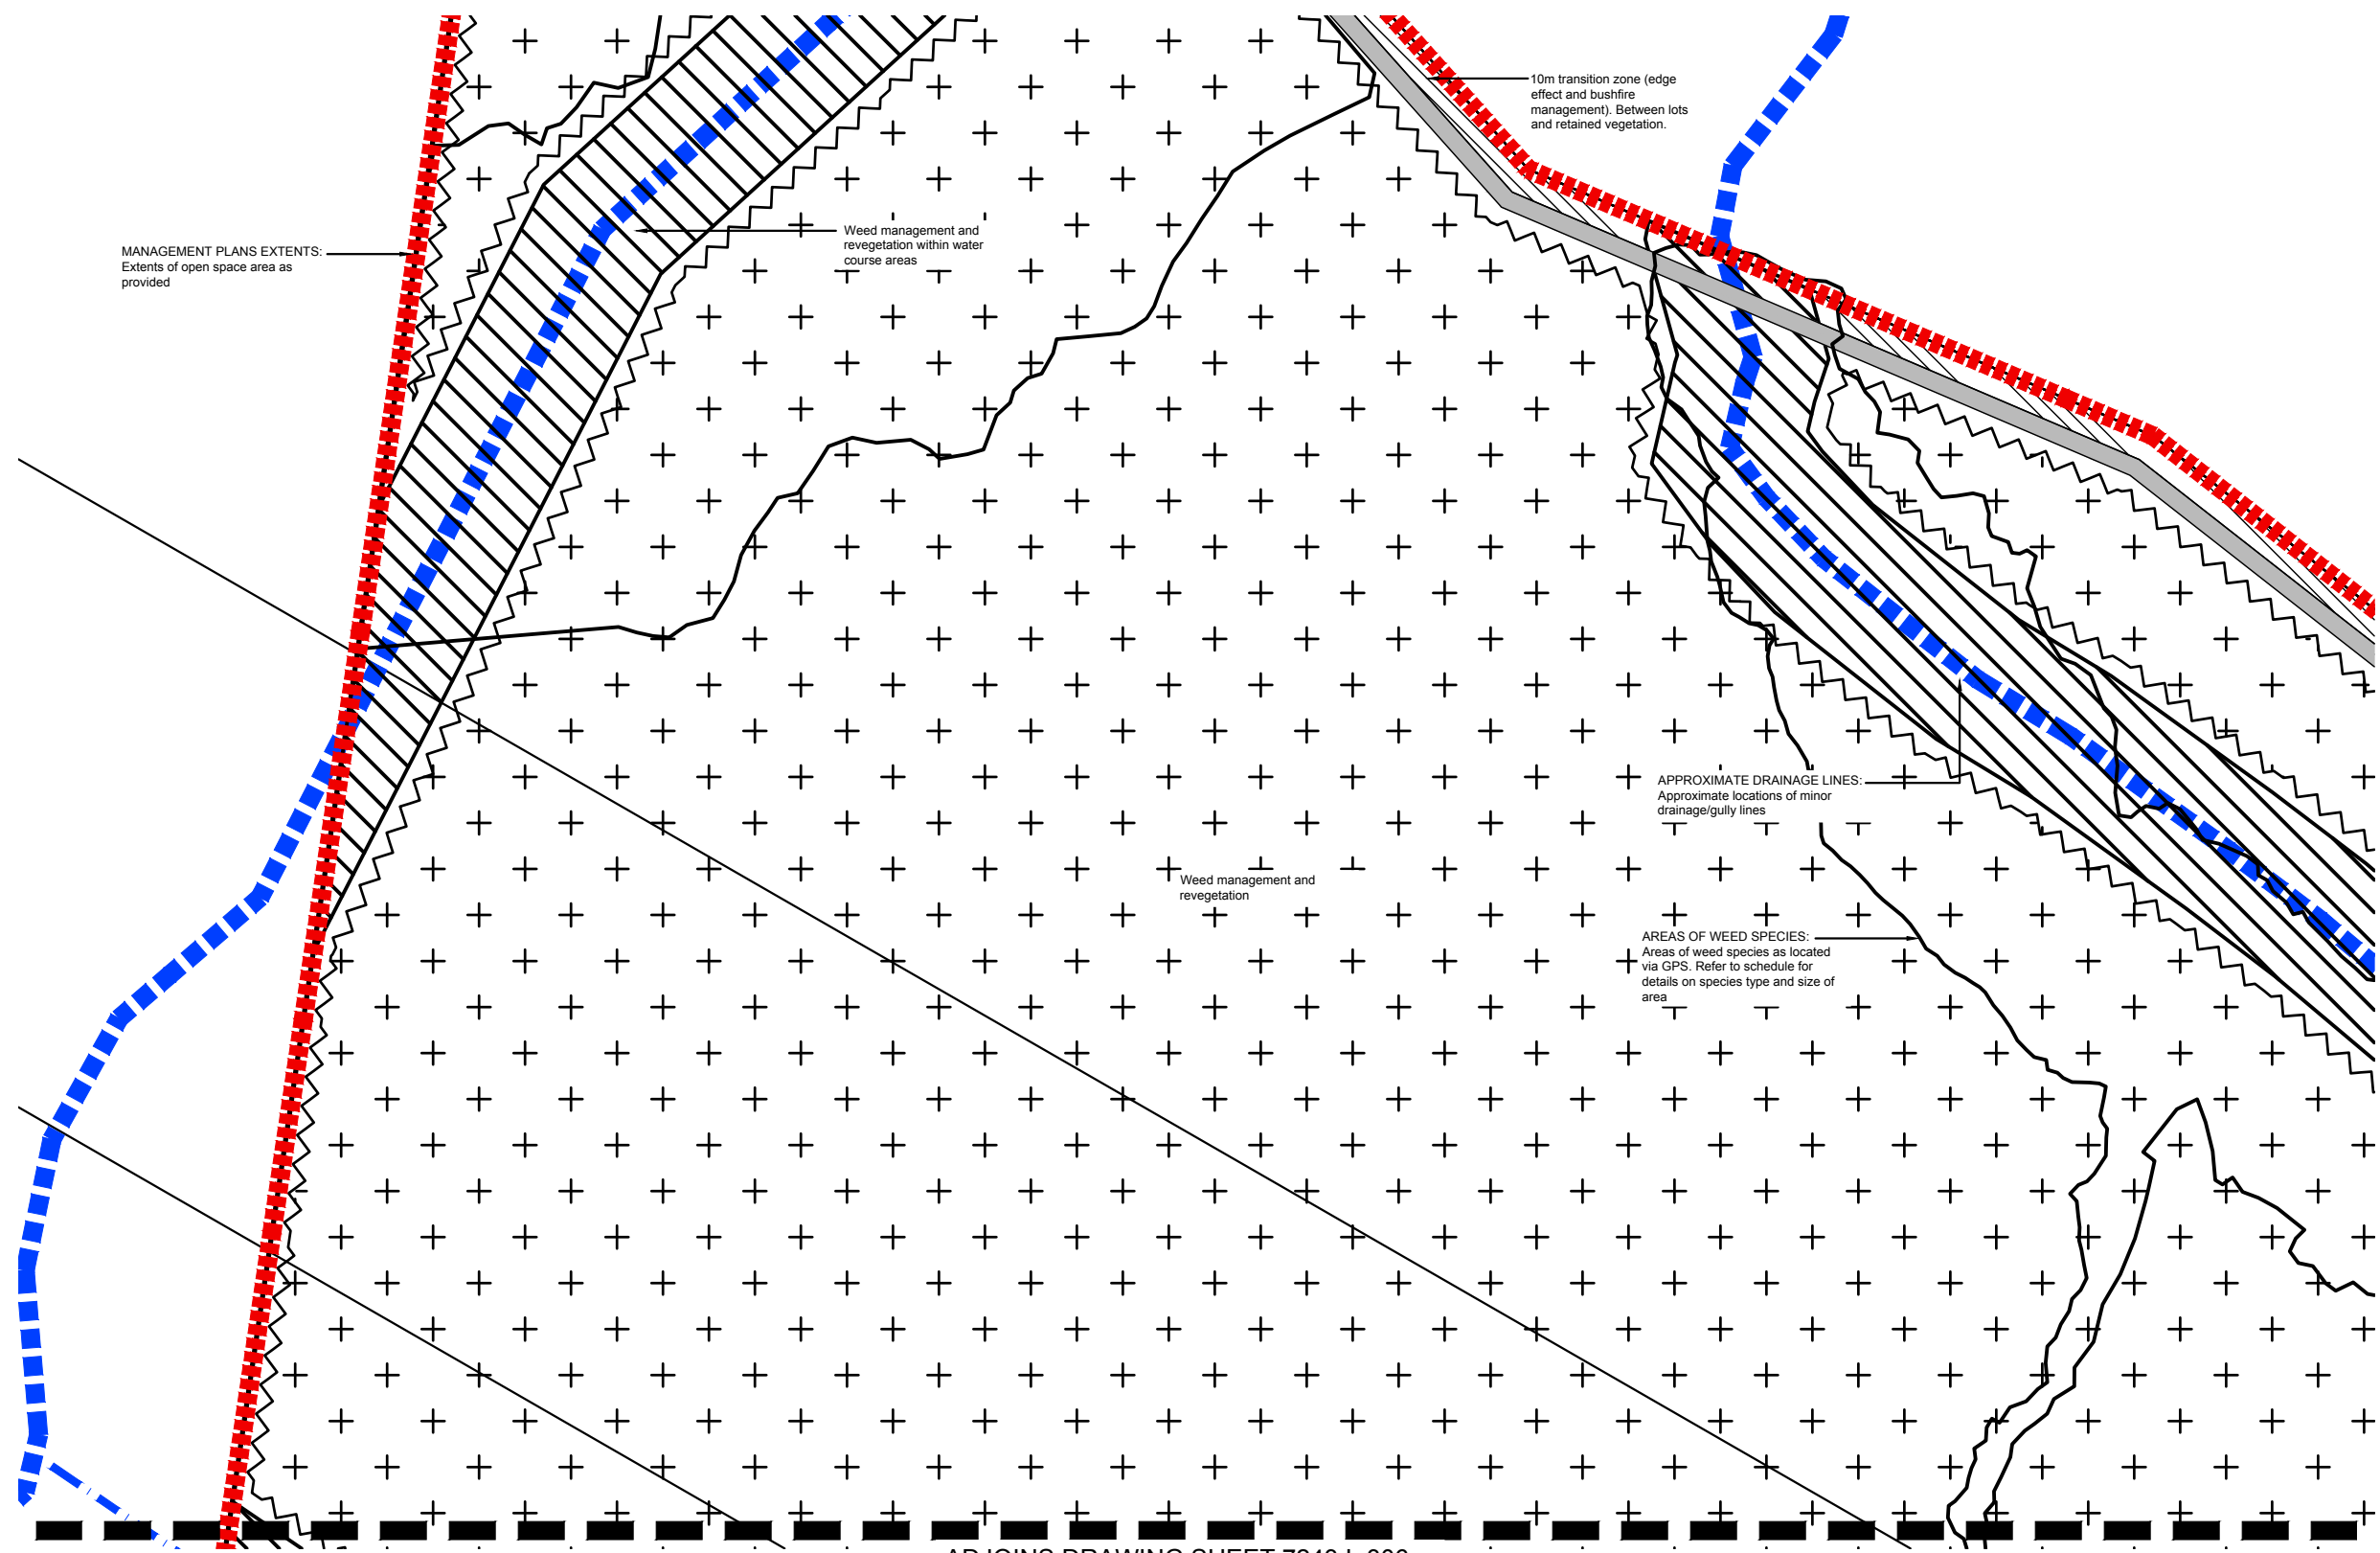 10m transition zone (edge
effect and bushfire
management). Between lots
and retained vegetation.
Weed management and
revegetation within water
course areas
MANAGEMENT PLANS EXTENTS:
Extents of open space area as
provided
APPROXIMATE DRAINAGE LINES:
Approximate locations of minor
drainage/gully lines
Weed management and
revegetation
AREAS OF WEED SPECIES:
Areas of weed species as located
via GPS. Refer to schedule for
details on species type and size of
area
ADJOINS DRAWING SHEET